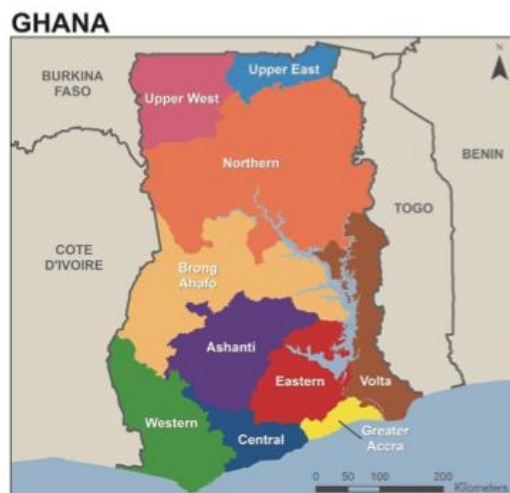 GHANA
BURKINA
FASO
Upper East
N
Upper West
BENIN
Northern
TOGO
COTE
D'IVOIRE
Brong
Ahafo
Ashanti
Eastern
Volta
Western
Central
Greater
Accra
0 50 100 200
Kilometers